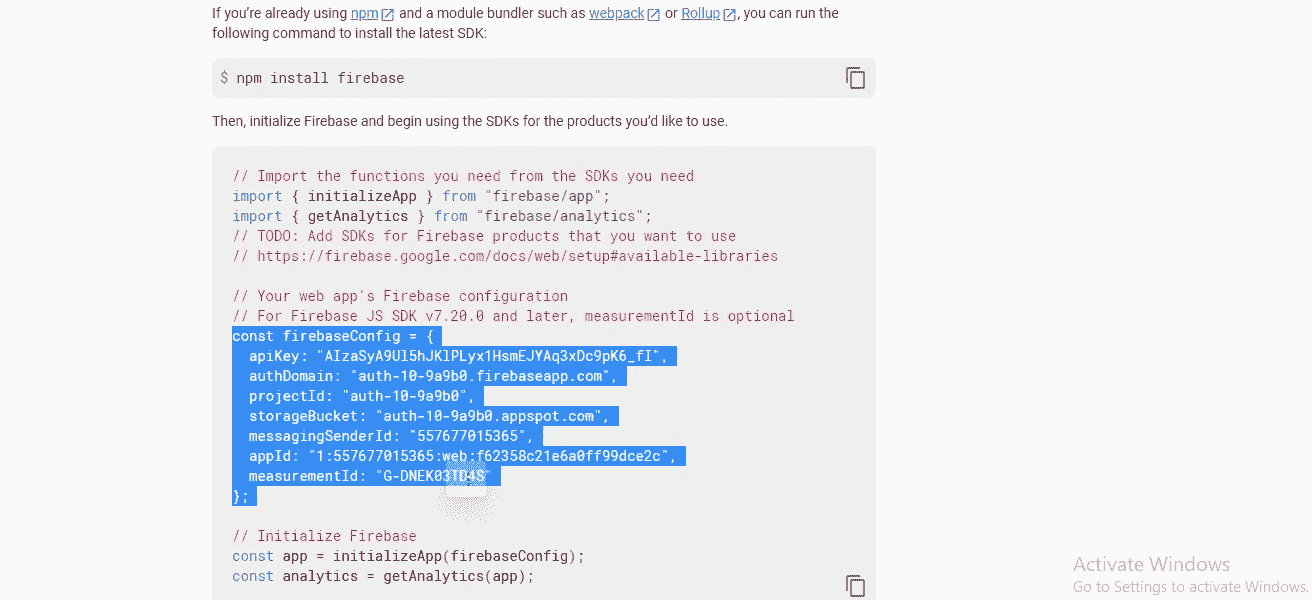 If you're already using npm and a module bundler such as webpack or Rollup, you can run the
following command to install the latest SDK:
$ npm install firebase
Then, initialize Firebase and begin using the SDKs for the products you'd like to use.
// Import the functions you need from the SDKs you need
import { initializeApp } from "firebase/app";
import { getAnalytics } from "firebase/analytics";
// TODO: Add SDKs for Firebase products that you want to use
// https://firebase.google.com/docs/web/setup#available-libraries
// Your web app's Firebase configuration
// For Firebase JS SDK v7.20.0 and later, measurementId is optional
const firebaseConfig = {
apiKey: "AIzaSyA9Ul5hJKlPLyx1HsmEJYAq3xDc9pK6_fI",
authDomain: "auth-10-9a9b0.firebaseapp.com",
projectId: "auth-10-9a9b0",
storageBucket: "auth-10-9a9b0.appspot.com",
messagingSenderId: "557677015365",
appId: "1:557677015365:web:f62358c21e6a0ff99dce2c",
measurementId: "G-DNEK03TD4S"
};
// Initialize Firebase
const app = initializeApp(firebaseConfig);
const analytics = getAnalytics(app);
Activate Windows
Go to Settings to activate Windows.